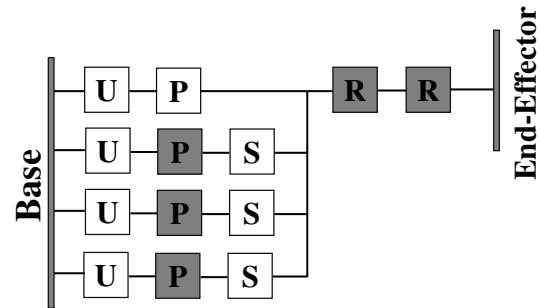 Base
U P R R
U P S
U P S
U P S
End-Effector